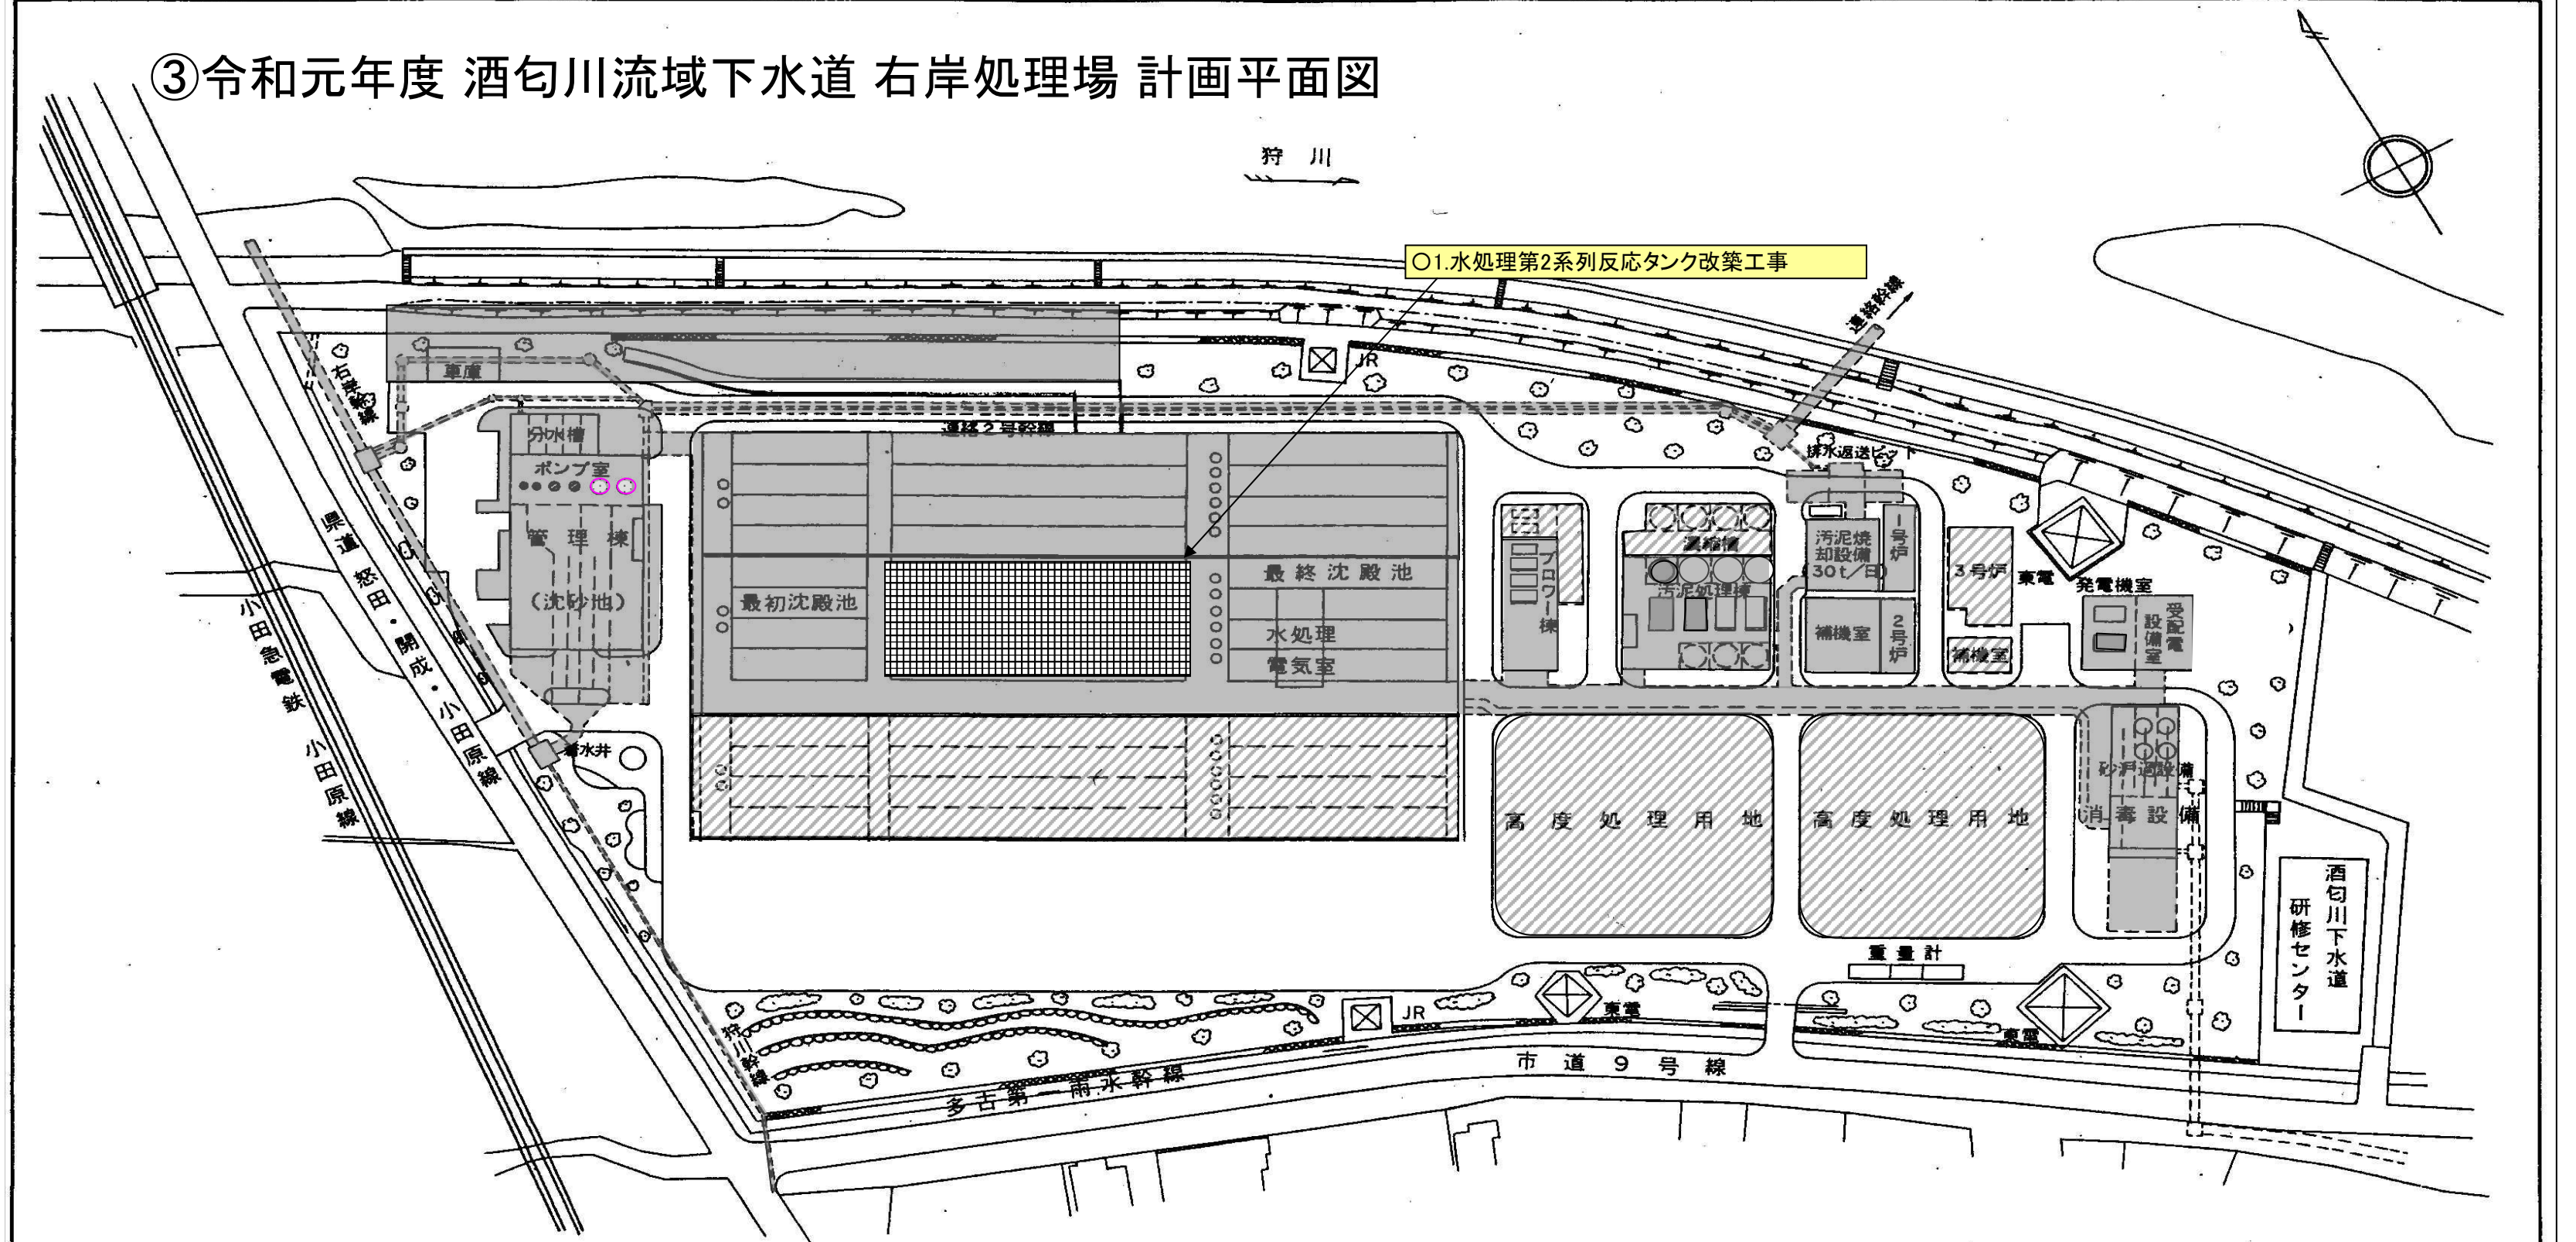 ③令和元年度 酒匂川流域下水道 右岸処理場 計画平面図
狩川
〇1.水処理第2系列反応タンク改築工事
連絡幹線
右岸幹線
車庫
JR
連絡2号幹線
分水槽
ポンプ室
排水返送ピット
管理棟
(沈砂池)
最初沈殿池
最終沈殿池
水処理
電気室
ブロワー棟
濃縮槽
汚泥処理棟
汚泥焼
却設備
(30t/日)
1号炉
補機室
2号炉
3号炉
補機室
東電
発電機室
受配電
設備室
県道 怒田・開成・小田原線
小田急電鉄 小田原線
着水井
高度処理用地
高度処理用地
砂濾過設備
消毒設備
重量計
酒匂川下水道
研修センター
JR
東電
東電
狩川幹線
多古第一雨水幹線
市道9号線